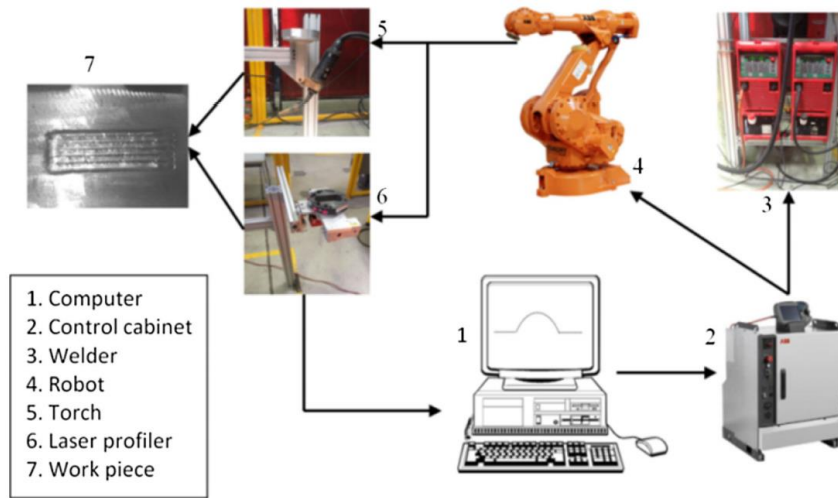 7
5
6
4
3
1
2
ABB
1. Computer
2. Control cabinet
3. Welder
4. Robot
5. Torch
6. Laser profiler
7. Work piece